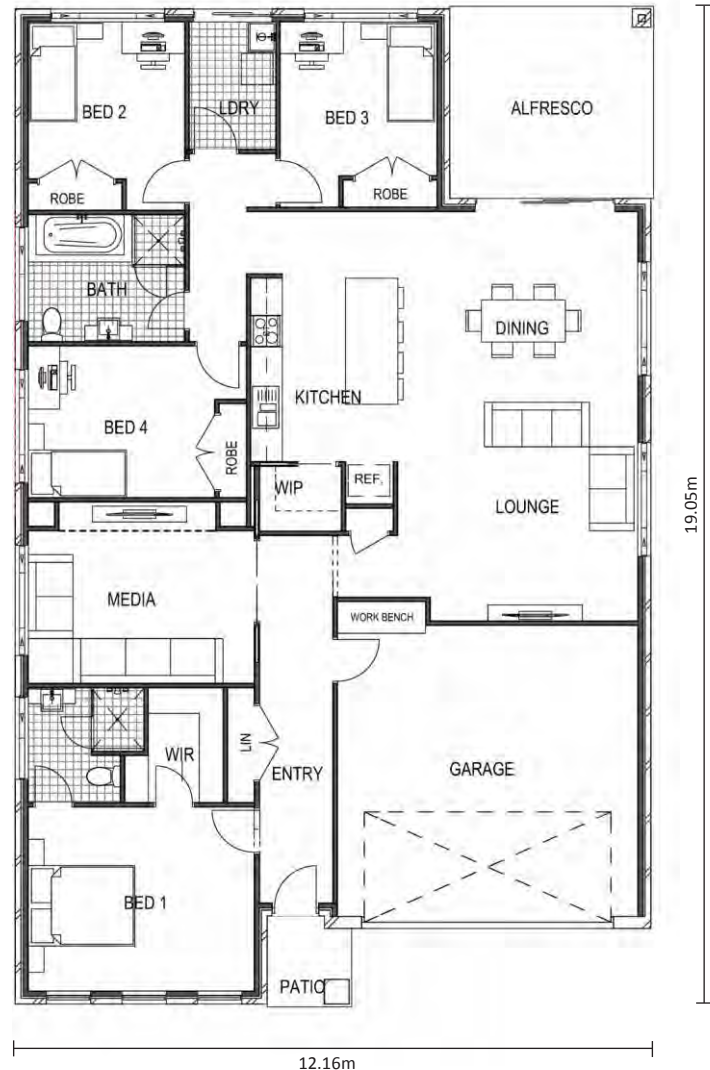 BED 2
LDRY
BED 3
ALFRESCO
ROBE
ROBE
BATH
DINING
KITCHEN
BED 4
ROBE
WIP
REF.
LOUNGE
19.05m
MEDIA
WORK BENCH
LIN
WIR
ENTRY
GARAGE
BED 1
PATIO
12.16m